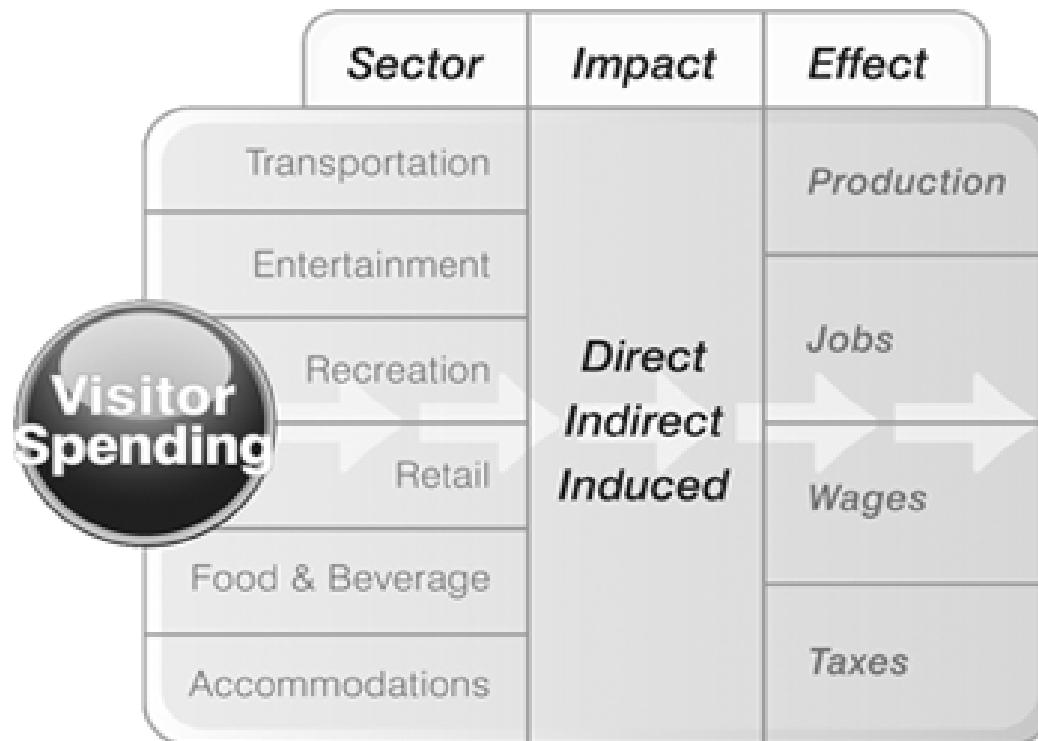 Sector
Impact
Effect
Visitor
Spending
Transportation
Entertainment
Recreation
Retail
Food & Beverage
Accommodations
Direct
Indirect
Induced
Production
Jobs
Wages
Taxes